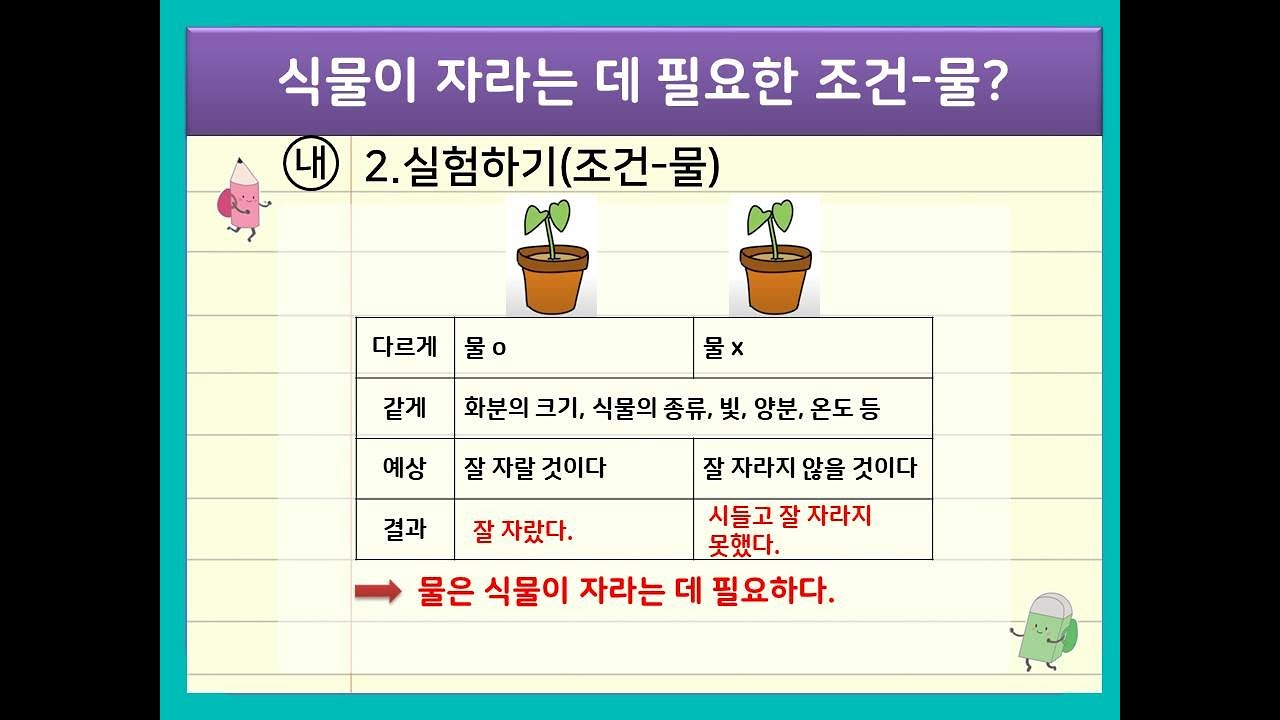 식물이 자라는 데 필요한 조건-물?
내 2.실험하기(조건-물)
다르게 물 o 물 x
같게 화분의 크기, 식물의 종류, 빛, 양분, 온도 등
예상 잘 자랄 것이다 잘 자라지 않을 것이다
결과 잘 자랐다. 시들고 잘 자라지
못했다.
물은 식물이 자라는 데 필요하다.